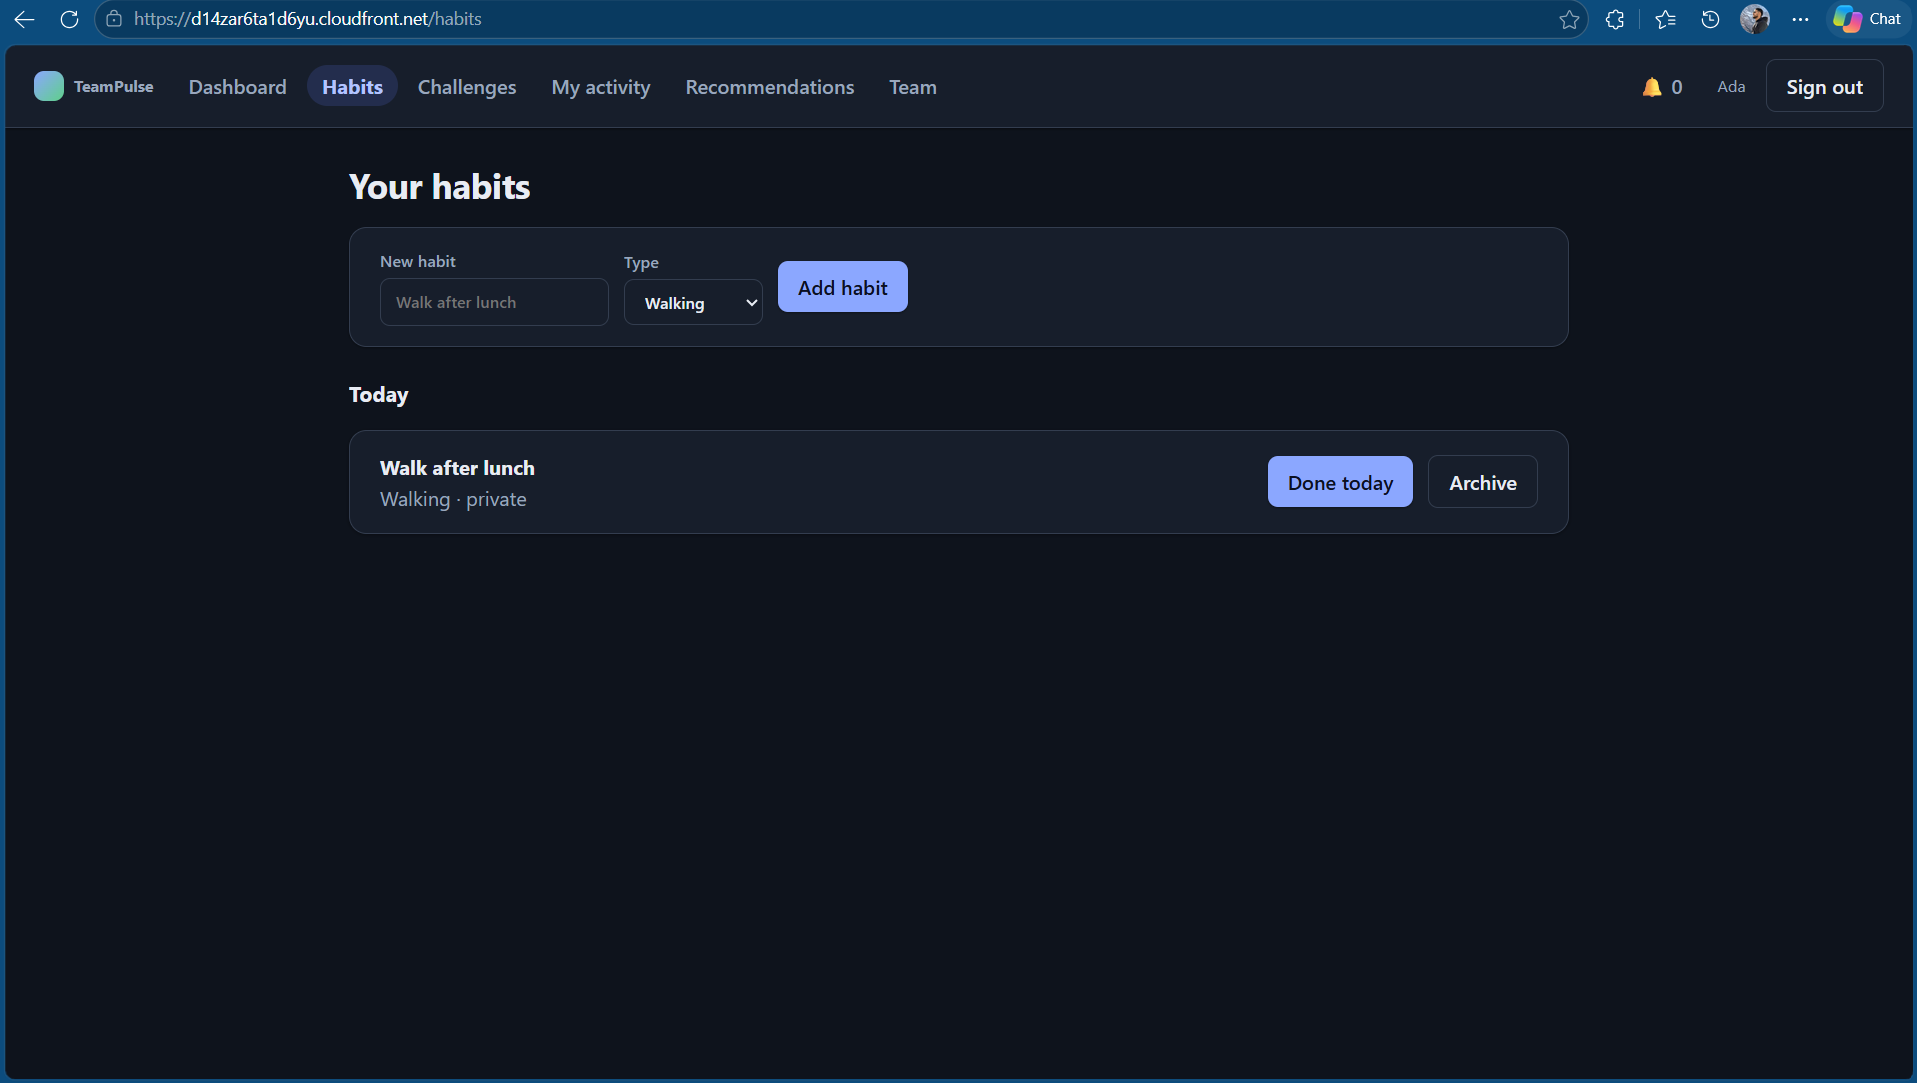 https://d14zar6ta1d6yu.cloudfront.net/habits
Chat
TeamPulse Dashboard Habits Challenges My activity Recommendations Team 0 Ada Sign out
Your habits
New habit Type
Walk after lunch Walking Add habit
Today
Walk after lunch
Walking · private
Done today Archive